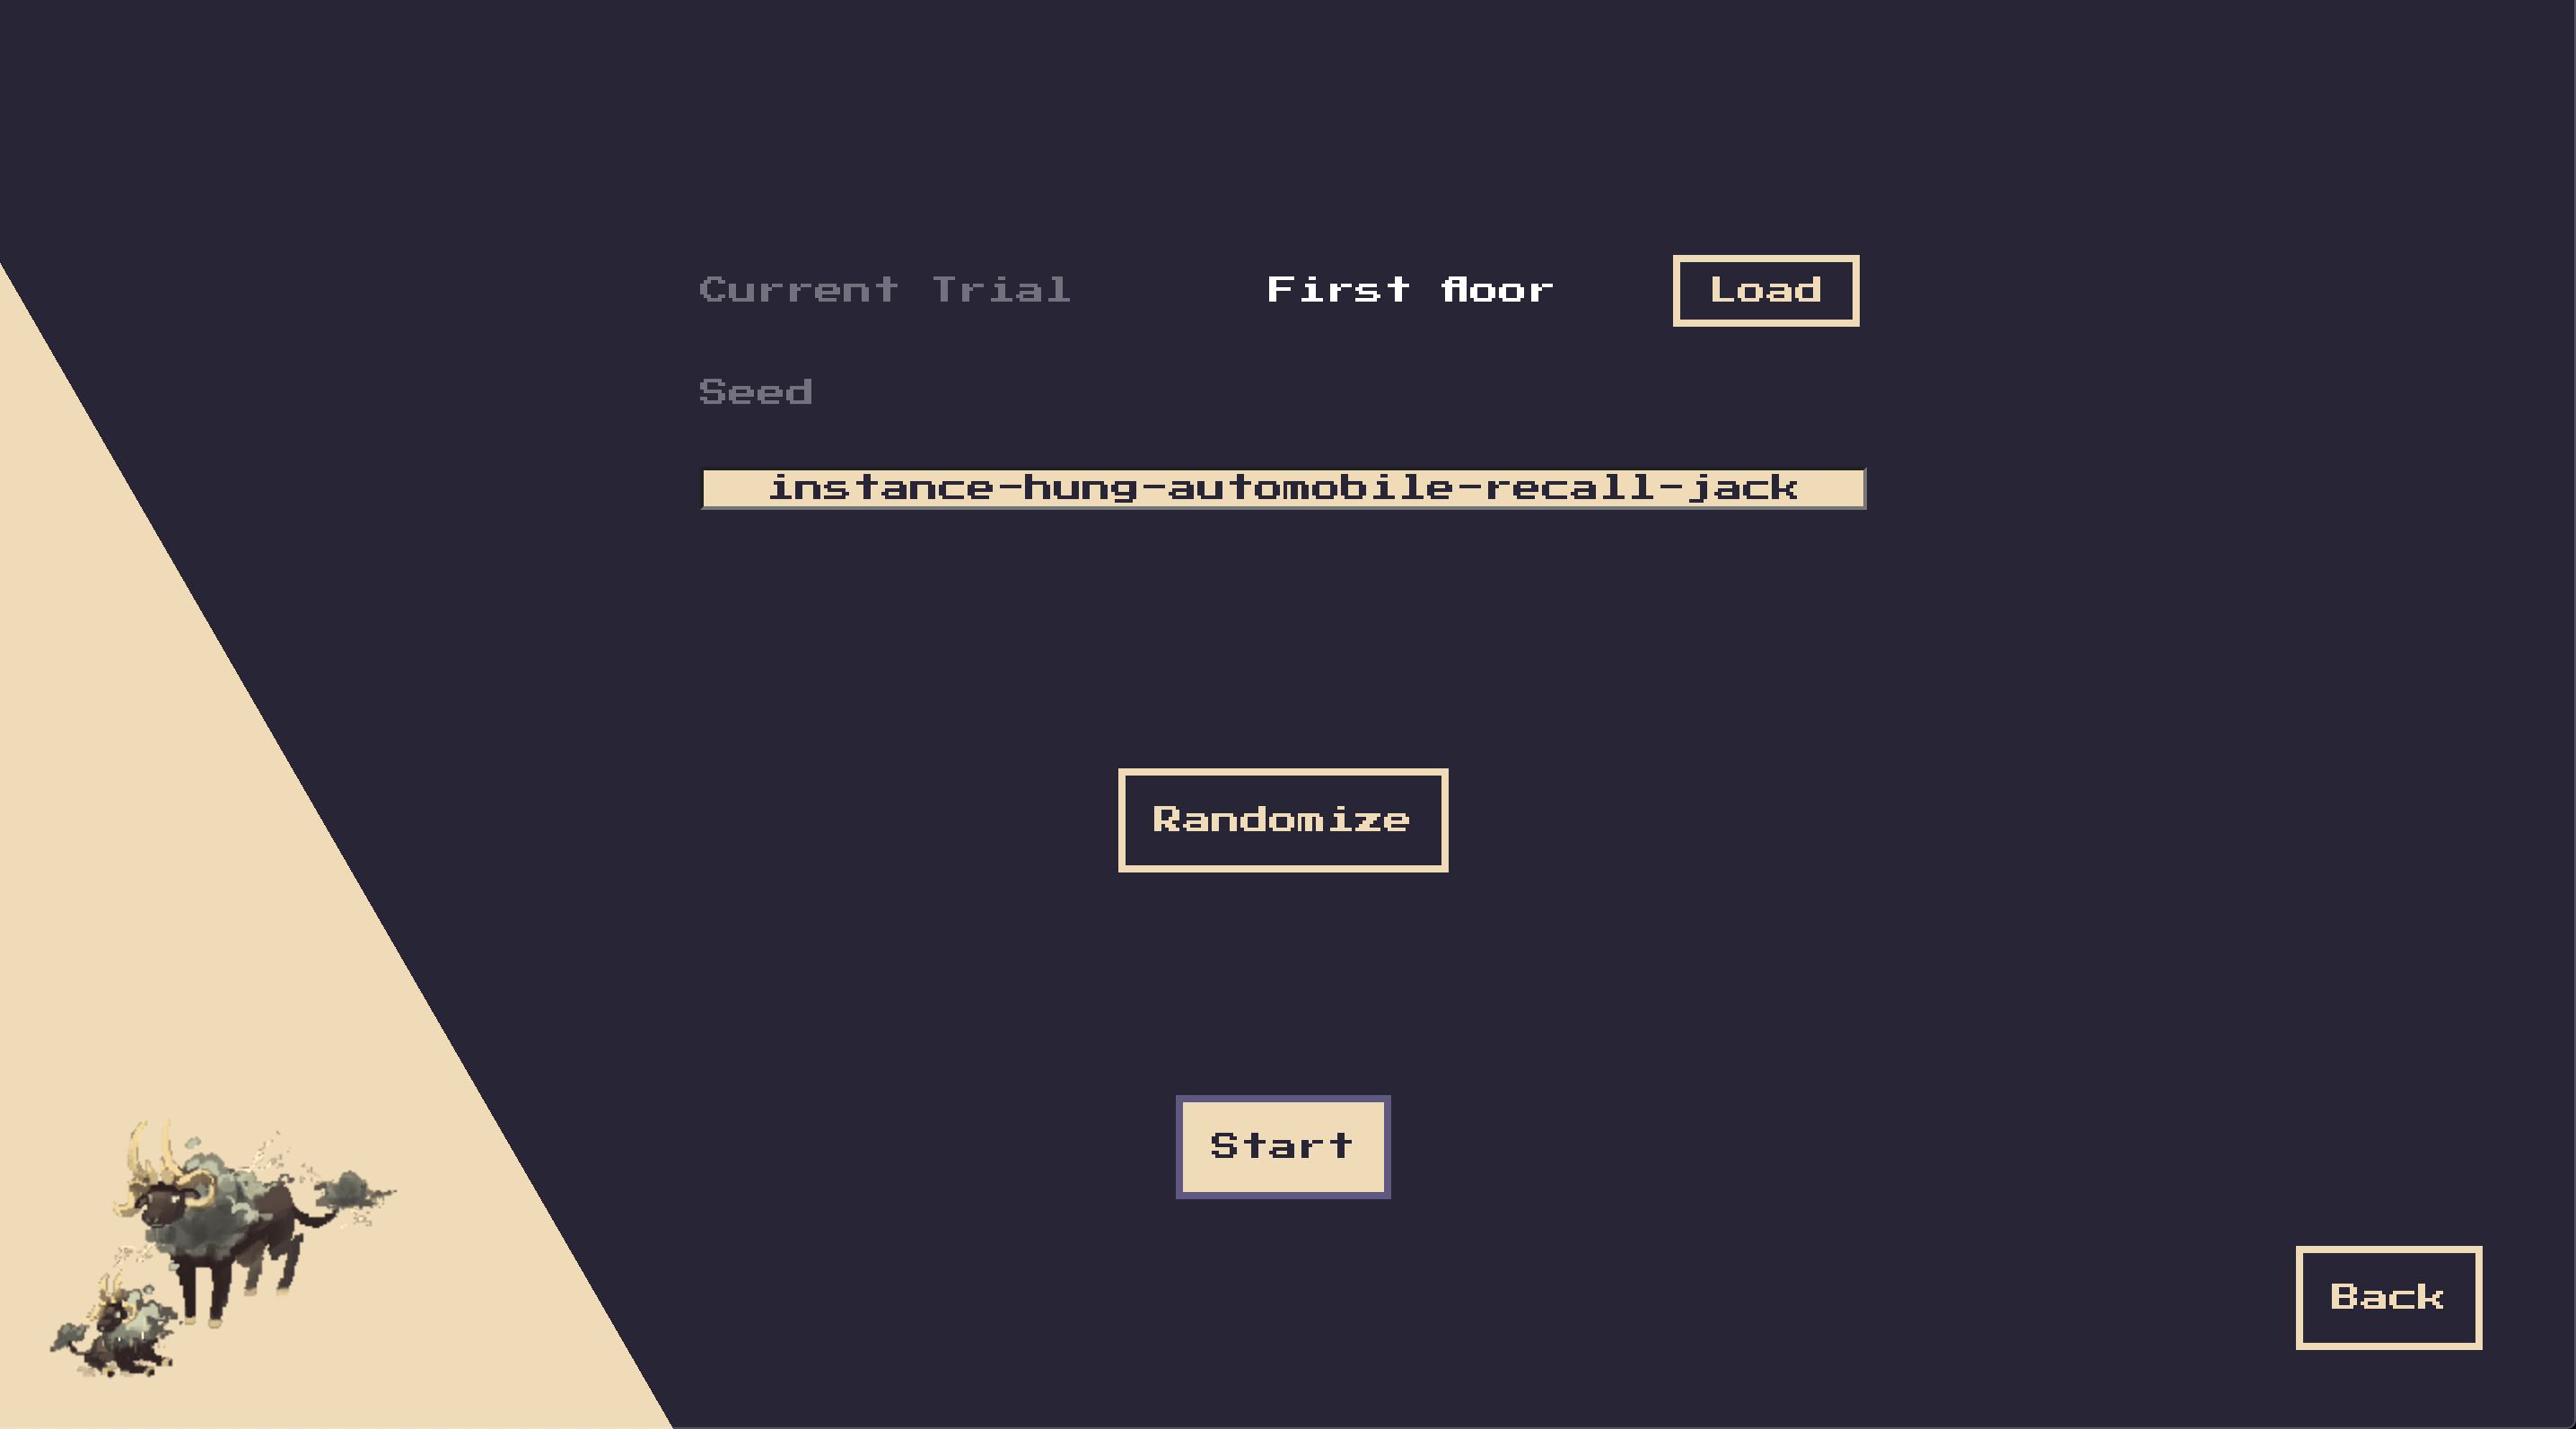 Current Trial First floor Load
Seed
instance-hung-automobile-recall-jack
Randomize
Start
Back